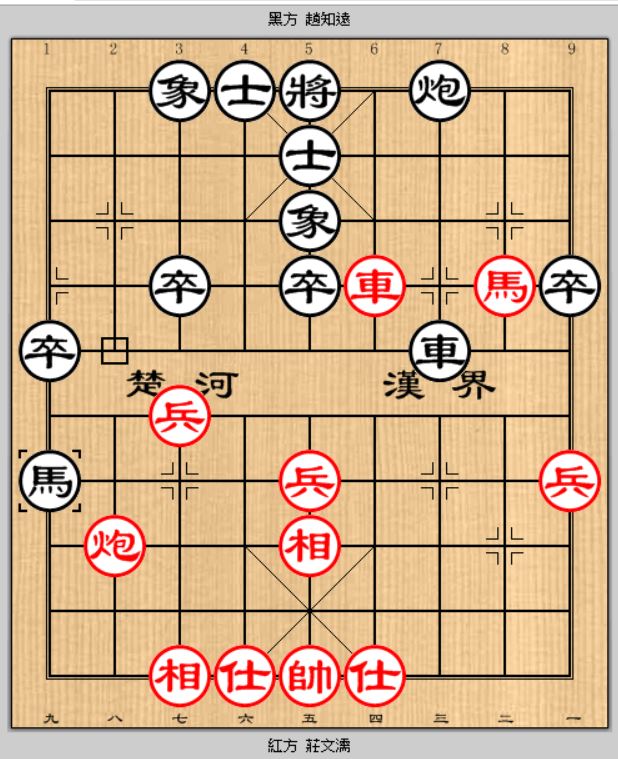 黑方 趙知遠
1 2 3 4 5 6 7 8 9
象 士 將 炮
士
象
卒 卒 車 馬 卒
卒 車
楚 河 漢 界
兵
馬 兵 兵
炮 相
相 仕 帥 仕
九 八 七 六 五 四 三 二 一
紅方 莊文濤